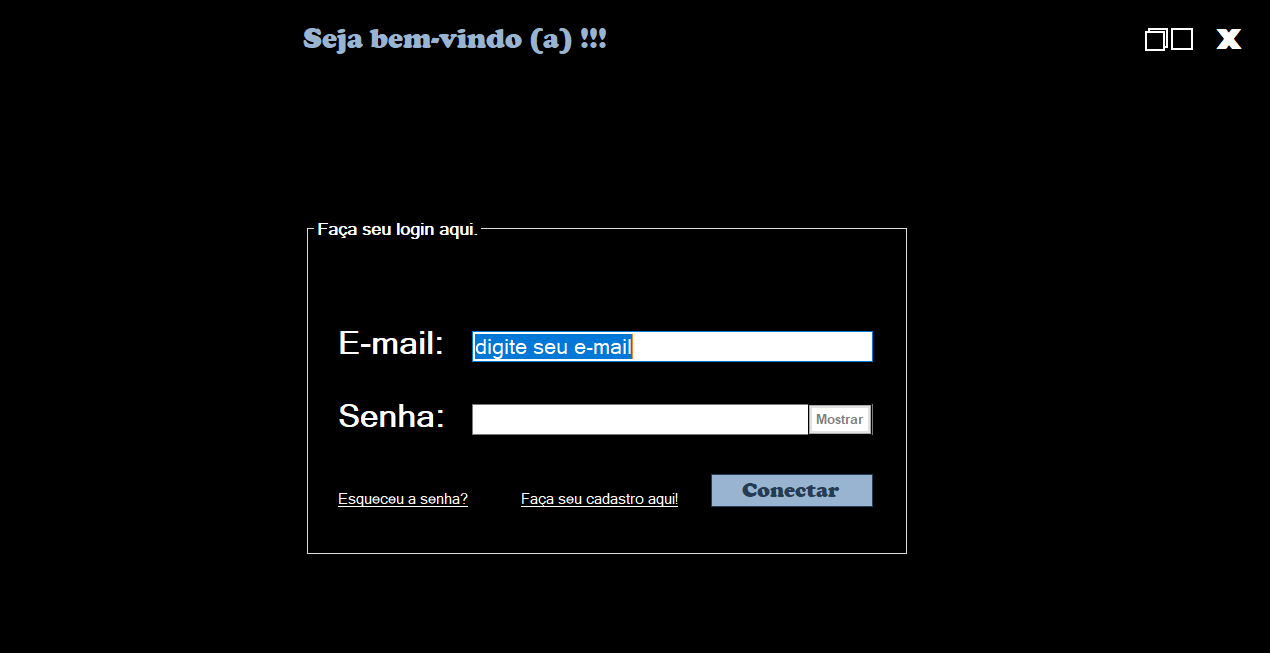 Seja bem-vindo (a) !!!
X
Faça seu login aqui.
E-mail: digite seu e-mail
Senha: Mostrar
Esqueceu a senha? Faça seu cadastro aqui! Conectar